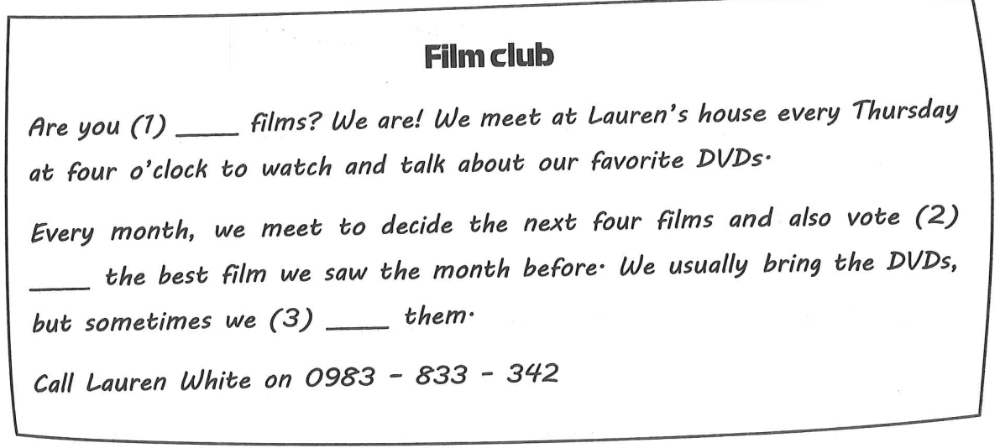 Film club
Are you (1) _____ films? We are! We meet at Lauren's house every Thursday
at four o'clock to watch and talk about our favorite DVDs.
Every month, we meet to decide the next four films and also vote (2)
_____ the best film we saw the month before. We usually bring the DVDs,
but sometimes we (3) _____ them.
Call Lauren White on 0983 - 833 - 342